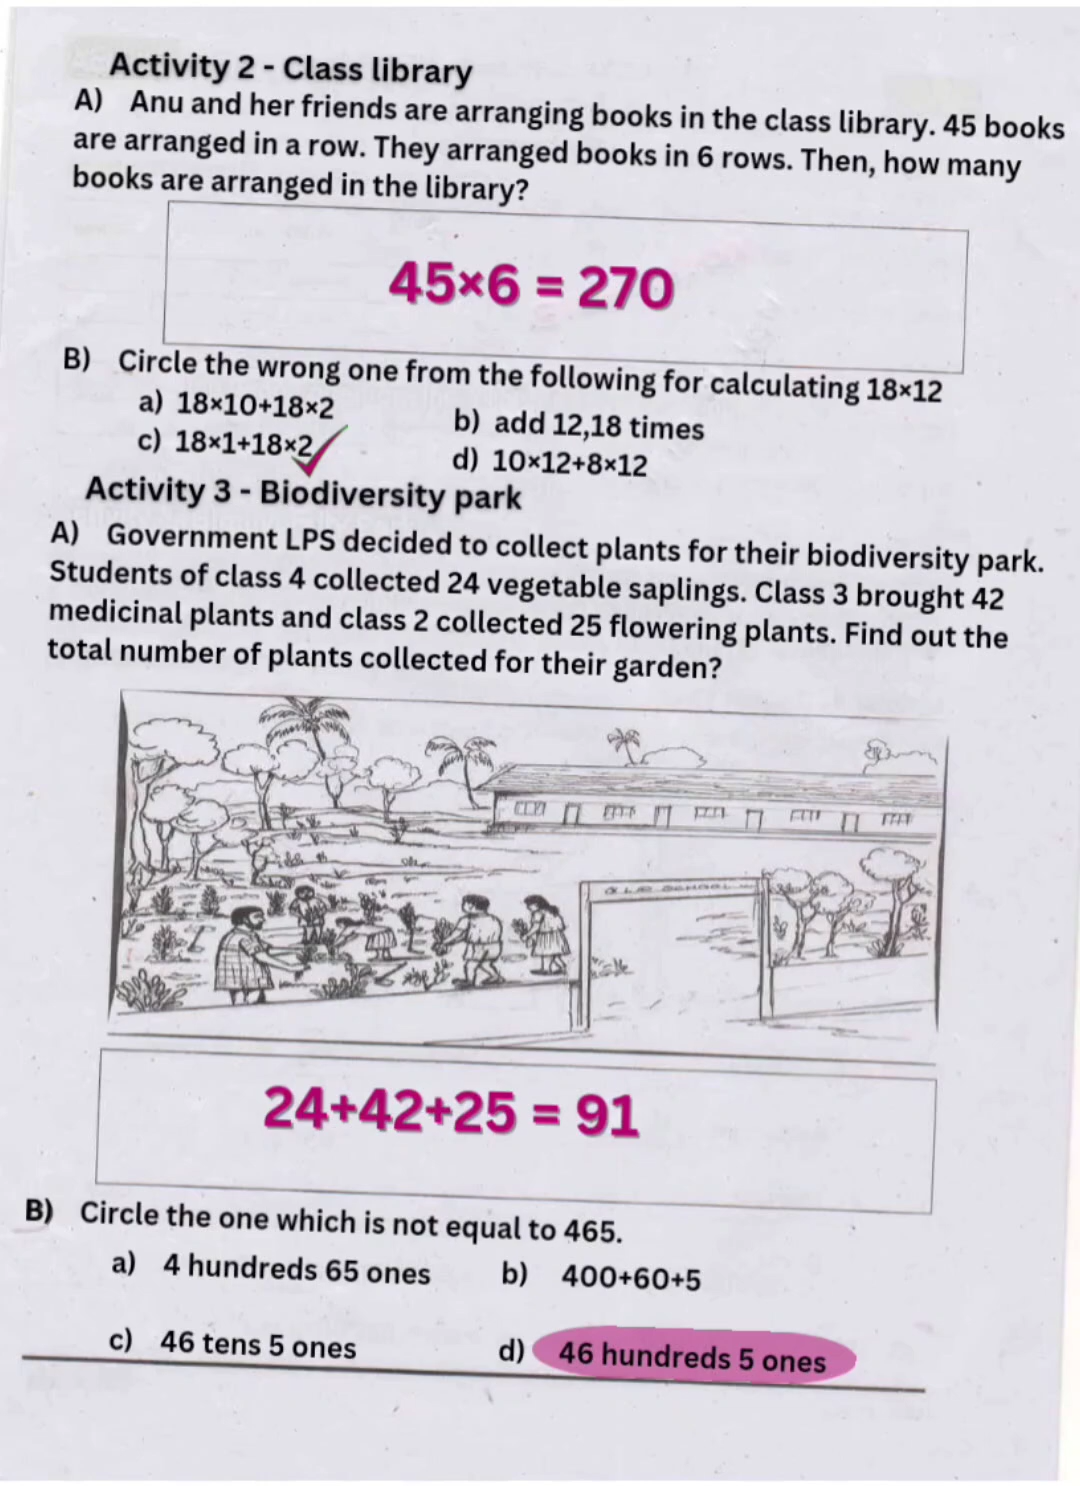 Activity 2 - Class library
A) Anu and her friends are arranging books in the class library. 45 books
are arranged in a row. They arranged books in 6 rows. Then, how many
books are arranged in the library?
45×6 = 270
B) Circle the wrong one from the following for calculating 18×12
a) 18×10+18×2
b) add 12,18 times
c) 18×1+18×2
d) 10×12+8×12
Activity 3 - Biodiversity park
A) Government LPS decided to collect plants for their biodiversity park.
Students of class 4 collected 24 vegetable saplings. Class 3 brought 42
medicinal plants and class 2 collected 25 flowering plants. Find out the
total number of plants collected for their garden?
24+42+25 = 91
B) Circle the one which is not equal to 465.
a) 4 hundreds 65 ones
b) 400+60+5
c) 46 tens 5 ones
d) 46 hundreds 5 ones